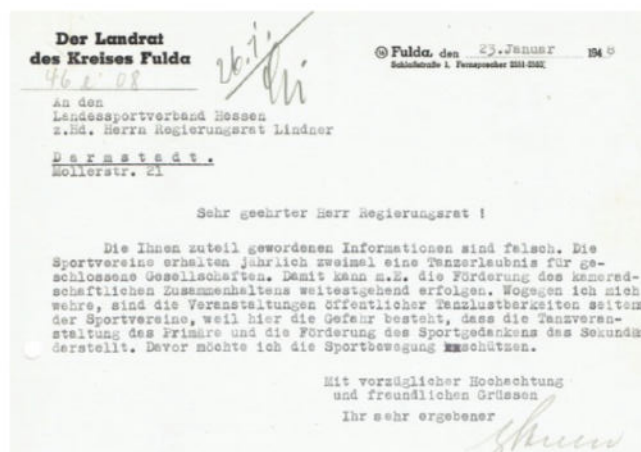 Der Landrat
des Kreises Fulda
Fulda, den 23. Januar 1948
Schloßstraße 1. Fernsprecher 2551-2552
26.1.
An den
Landessportverband Hessen
z.Hd. Herrn Regierungsrat Lindner
Darmstadt.
Mollerstr. 21
Sehr geehrter Herr Regierungsrat !
Die Ihnen zuteil gewordenen Informationen sind falsch. Die
Sportvereine erhalten jährlich zweimal eine Tanzerlaubnis für ge-
schlossene Gesellschaften. Damit kann m.E. die Förderung des kamerad-
schaftlichen Zusammenhaltens weitestgehend erfolgen. Wogegen ich mich
wehre, sind die Veranstaltungen öffentlicher Tanzlustbarkeiten seitens
der Sportvereine, weil hier die Gefahr besteht, dass die Tanzveran-
staltung das Primäre und die Förderung des Sportgedankens das Sekundä
darstellt. Davor möchte ich die Sportbewegung schützen.
Mit vorzüglicher Hochachtung
und freundlichen Grüssen
Ihr sehr ergebener